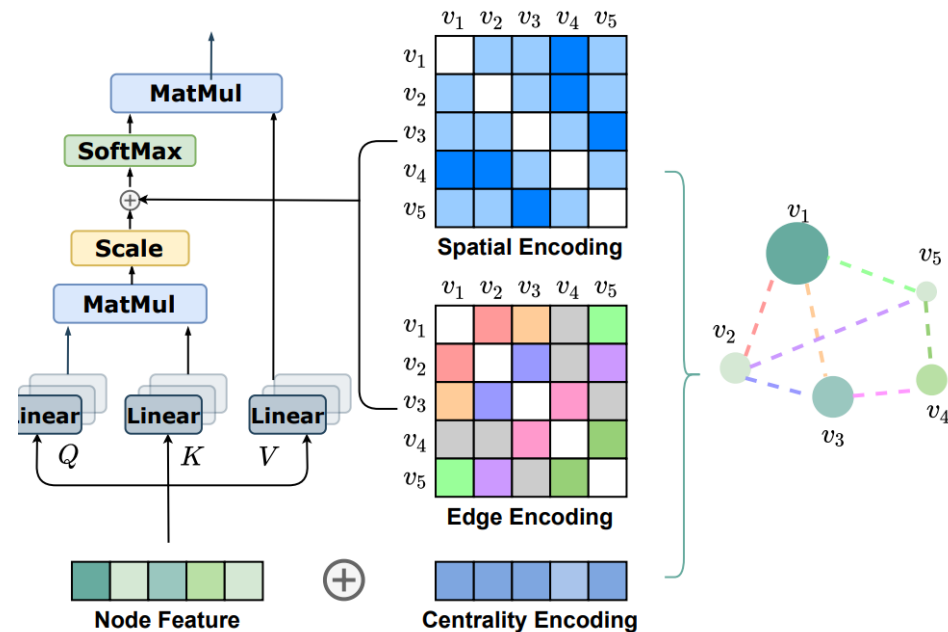 MatMul
SoftMax
Scale
MatMul
Linear
Linear
Linear
Q
K
V
Node Feature
v1 v2 v3 v4 v5
v1
v2
v3
v4
v5
Spatial Encoding
v1 v2 v3 v4 v5
v1
v2
v3
v4
v5
Edge Encoding
Centrality Encoding
v1
v5
v2
v4
v3